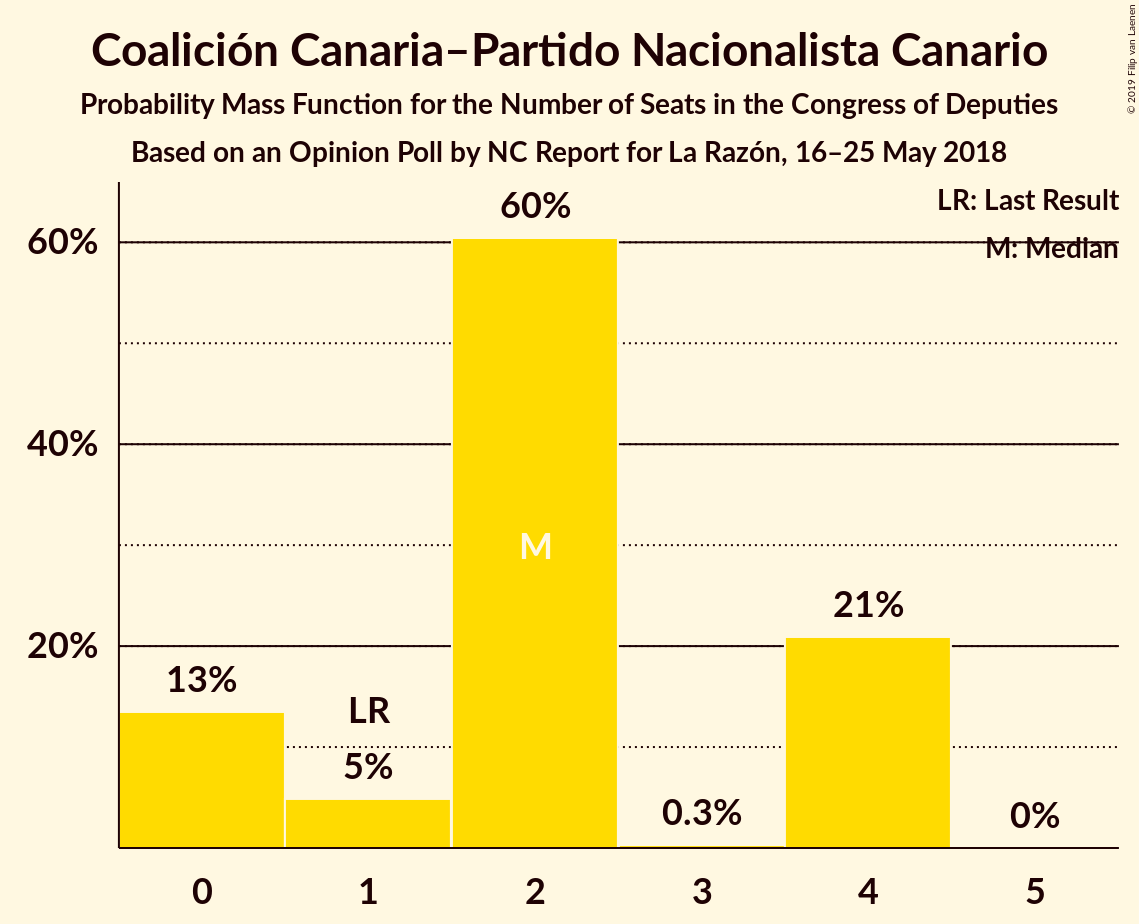 Coalición Canaria–Partido Nacionalista Canario
Probability Mass Function for the Number of Seats in the Congress of Deputies
Based on an Opinion Poll by NC Report for La Razón, 16–25 May 2018
© 2019 Filip van Laenen
LR: Last Result
M: Median
60%
40%
20%
13%
LR
5%
60%
M
0.3%
21%
0%
0 1 2 3 4 5